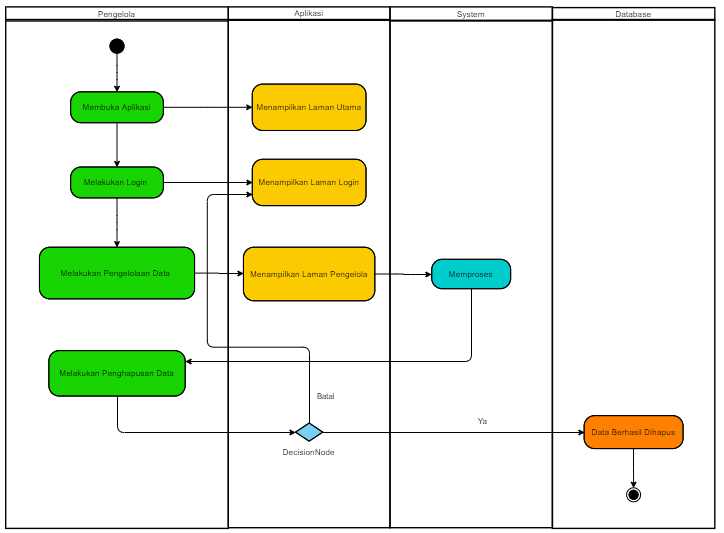 Pengelola
Aplikasi
System
Database
Membuka Aplikasi
Menampilkan Laman Utama
Melakukan Login
Menampilkan Laman Login
Melakukan Pengelolaan Data
Menampilkan Laman Pengelola
Memproses
Melakukan Penghapusan Data
Batal
Ya
Data Berhasil Dihapus
DecisionNode